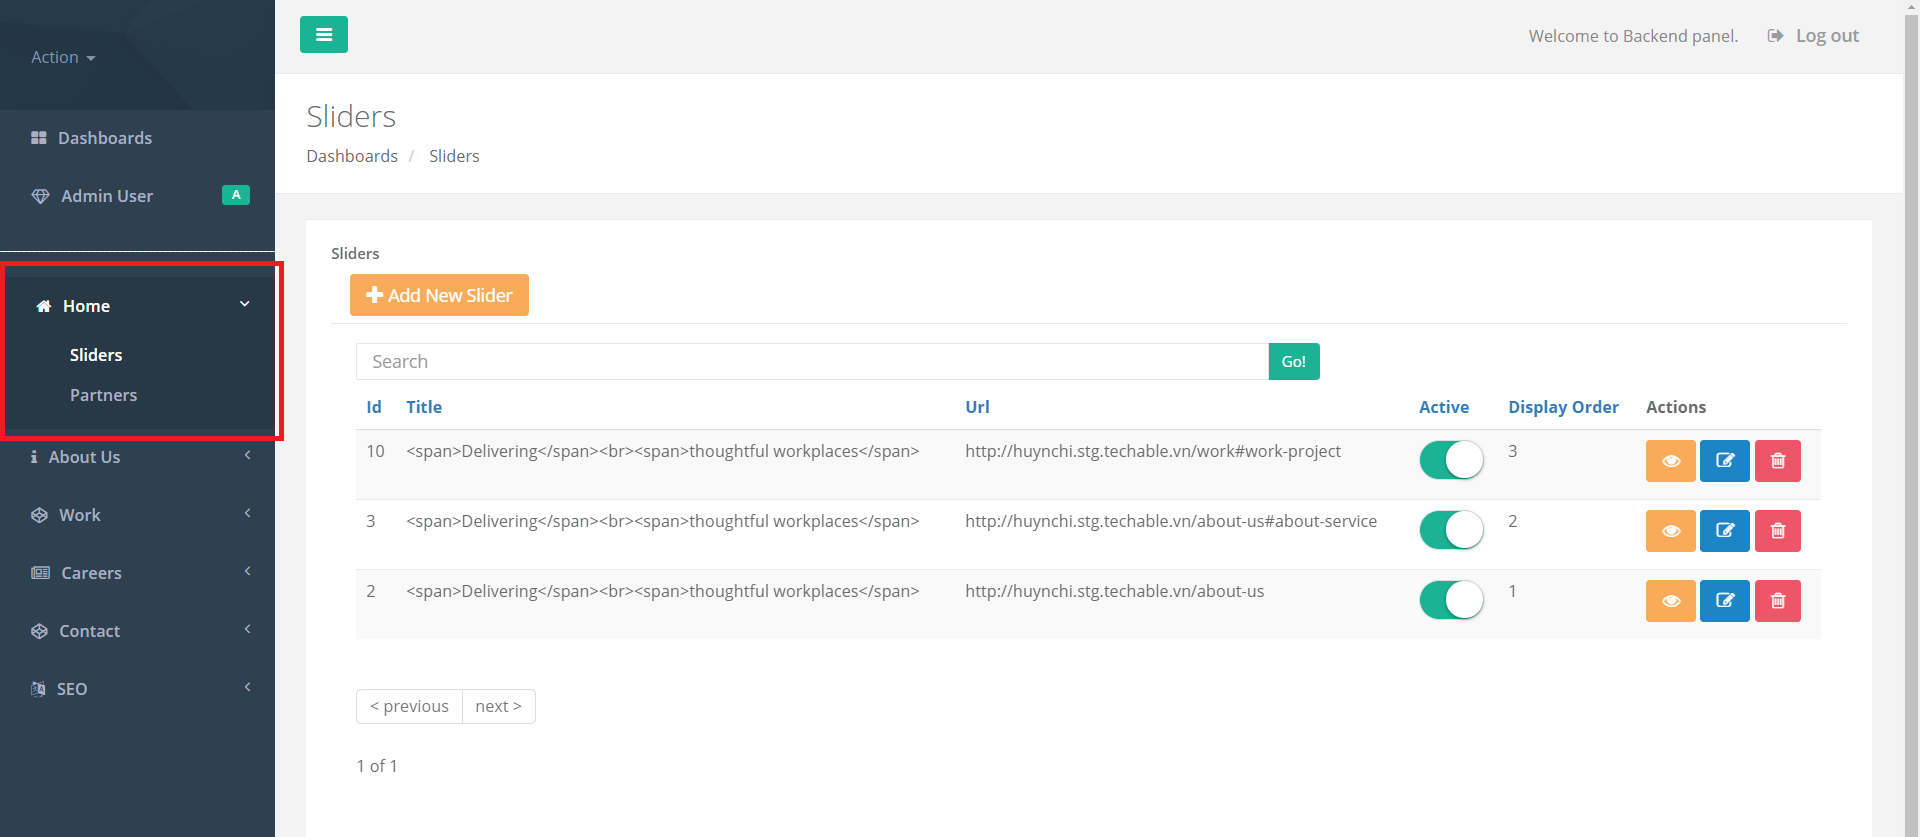 Action
Dashboards
Admin User A
Home
Sliders
Partners
About Us
Work
Careers
Contact
SEO
Welcome to Backend panel. Log out
Sliders
Dashboards / Sliders
Sliders
Add New Slider
Search Go!
Id Title Url Active Display Order Actions
10 <span>Delivering</span><br><span>thoughtful workplaces</span> http://huynchi.stg.techable.vn/work#work-project 3
3 <span>Delivering</span><br><span>thoughtful workplaces</span> http://huynchi.stg.techable.vn/about-us#about-service 2
2 <span>Delivering</span><br><span>thoughtful workplaces</span> http://huynchi.stg.techable.vn/about-us 1
< previous next >
1 of 1